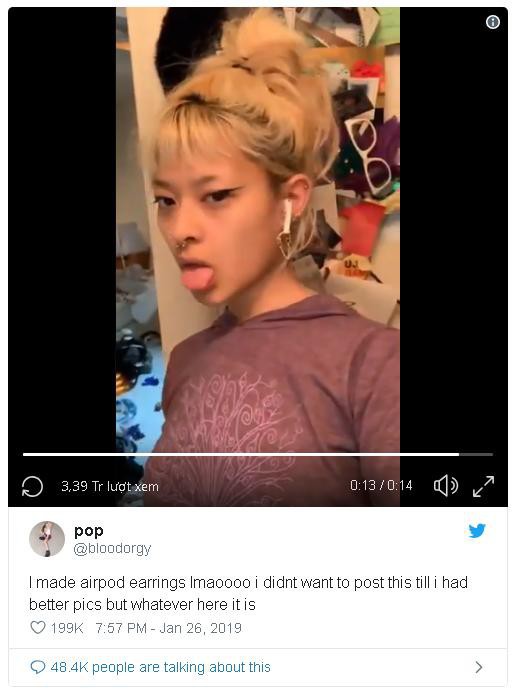 3,39 Tr lượt xem
0:13 / 0:14
pop
@bloodorgy
I made airpod earrings lmaoooo i didnt want to post this till i had
better pics but whatever here it is
199K 7:57 PM - Jan 26, 2019
48.4K people are talking about this